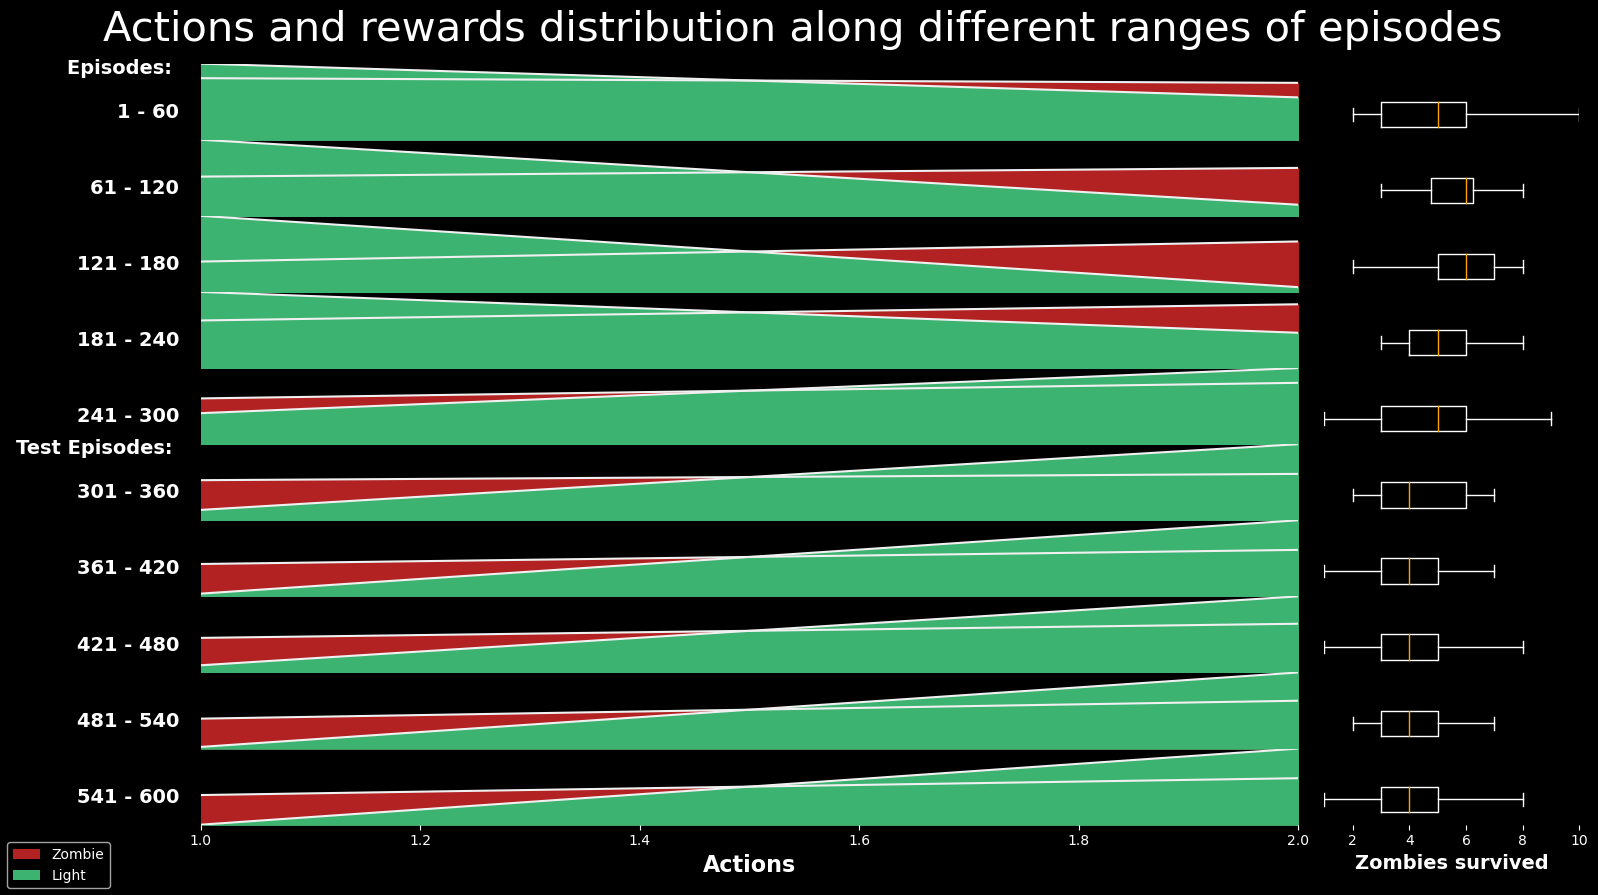 Actions and rewards distribution along different ranges of episodes
Episodes:
1 - 60
61 - 120
121 - 180
181 - 240
241 - 300
Test Episodes:
301 - 360
361 - 420
421 - 480
481 - 540
541 - 600
1.0 1.2 1.4 1.6 1.8 2.0
Actions
2 4 6 8 10
Zombies survived
Zombie
Light